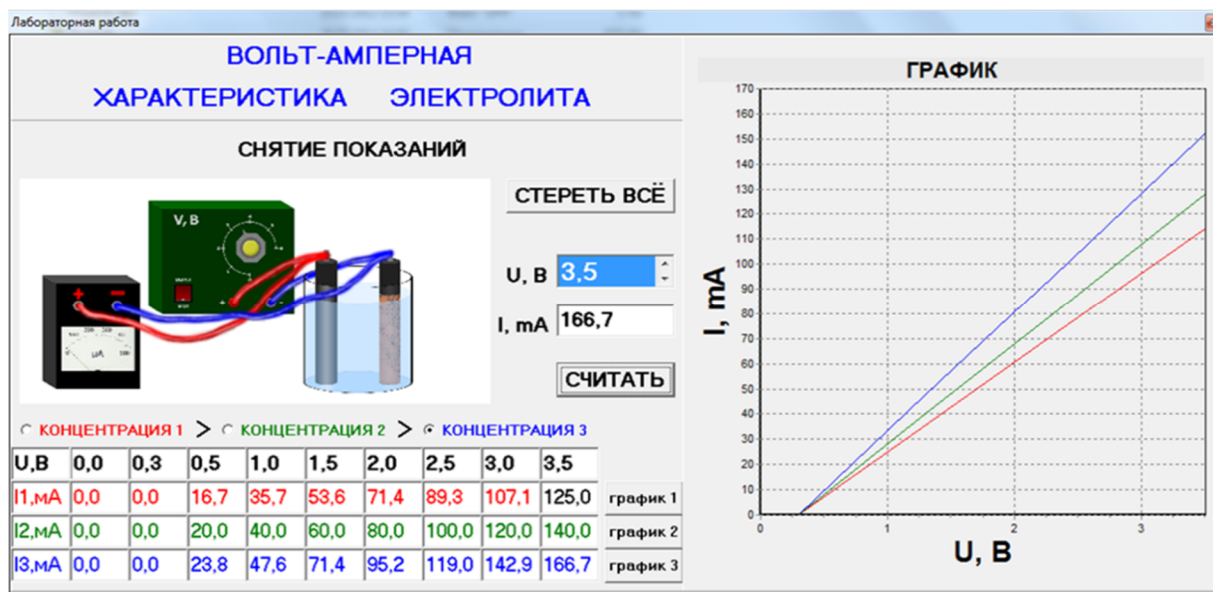 Лабораторная работа
ВОЛЬТ-АМПЕРНАЯ
ХАРАКТЕРИСТИКА ЭЛЕКТРОЛИТА
СНЯТИЕ ПОКАЗАНИЙ
V, B
+ −
СТЕРЕТЬ ВСЁ
U, В 3,5
I, mA 166,7
СЧИТАТЬ
КОНЦЕНТРАЦИЯ 1 > КОНЦЕНТРАЦИЯ 2 > КОНЦЕНТРАЦИЯ 3
U,В 0,0 0,3 0,5 1,0 1,5 2,0 2,5 3,0 3,5
I1,мА 0,0 0,0 16,7 35,7 53,6 71,4 89,3 107,1 125,0 график 1
I2,мА 0,0 0,0 20,0 40,0 60,0 80,0 100,0 120,0 140,0 график 2
I3,мА 0,0 0,0 23,8 47,6 71,4 95,2 119,0 142,9 166,7 график 3
ГРАФИК
170
160
150
140
130
120
110
100
90
80
70
60
50
40
30
20
10
0
I, mA
0 1 2 3
U, В